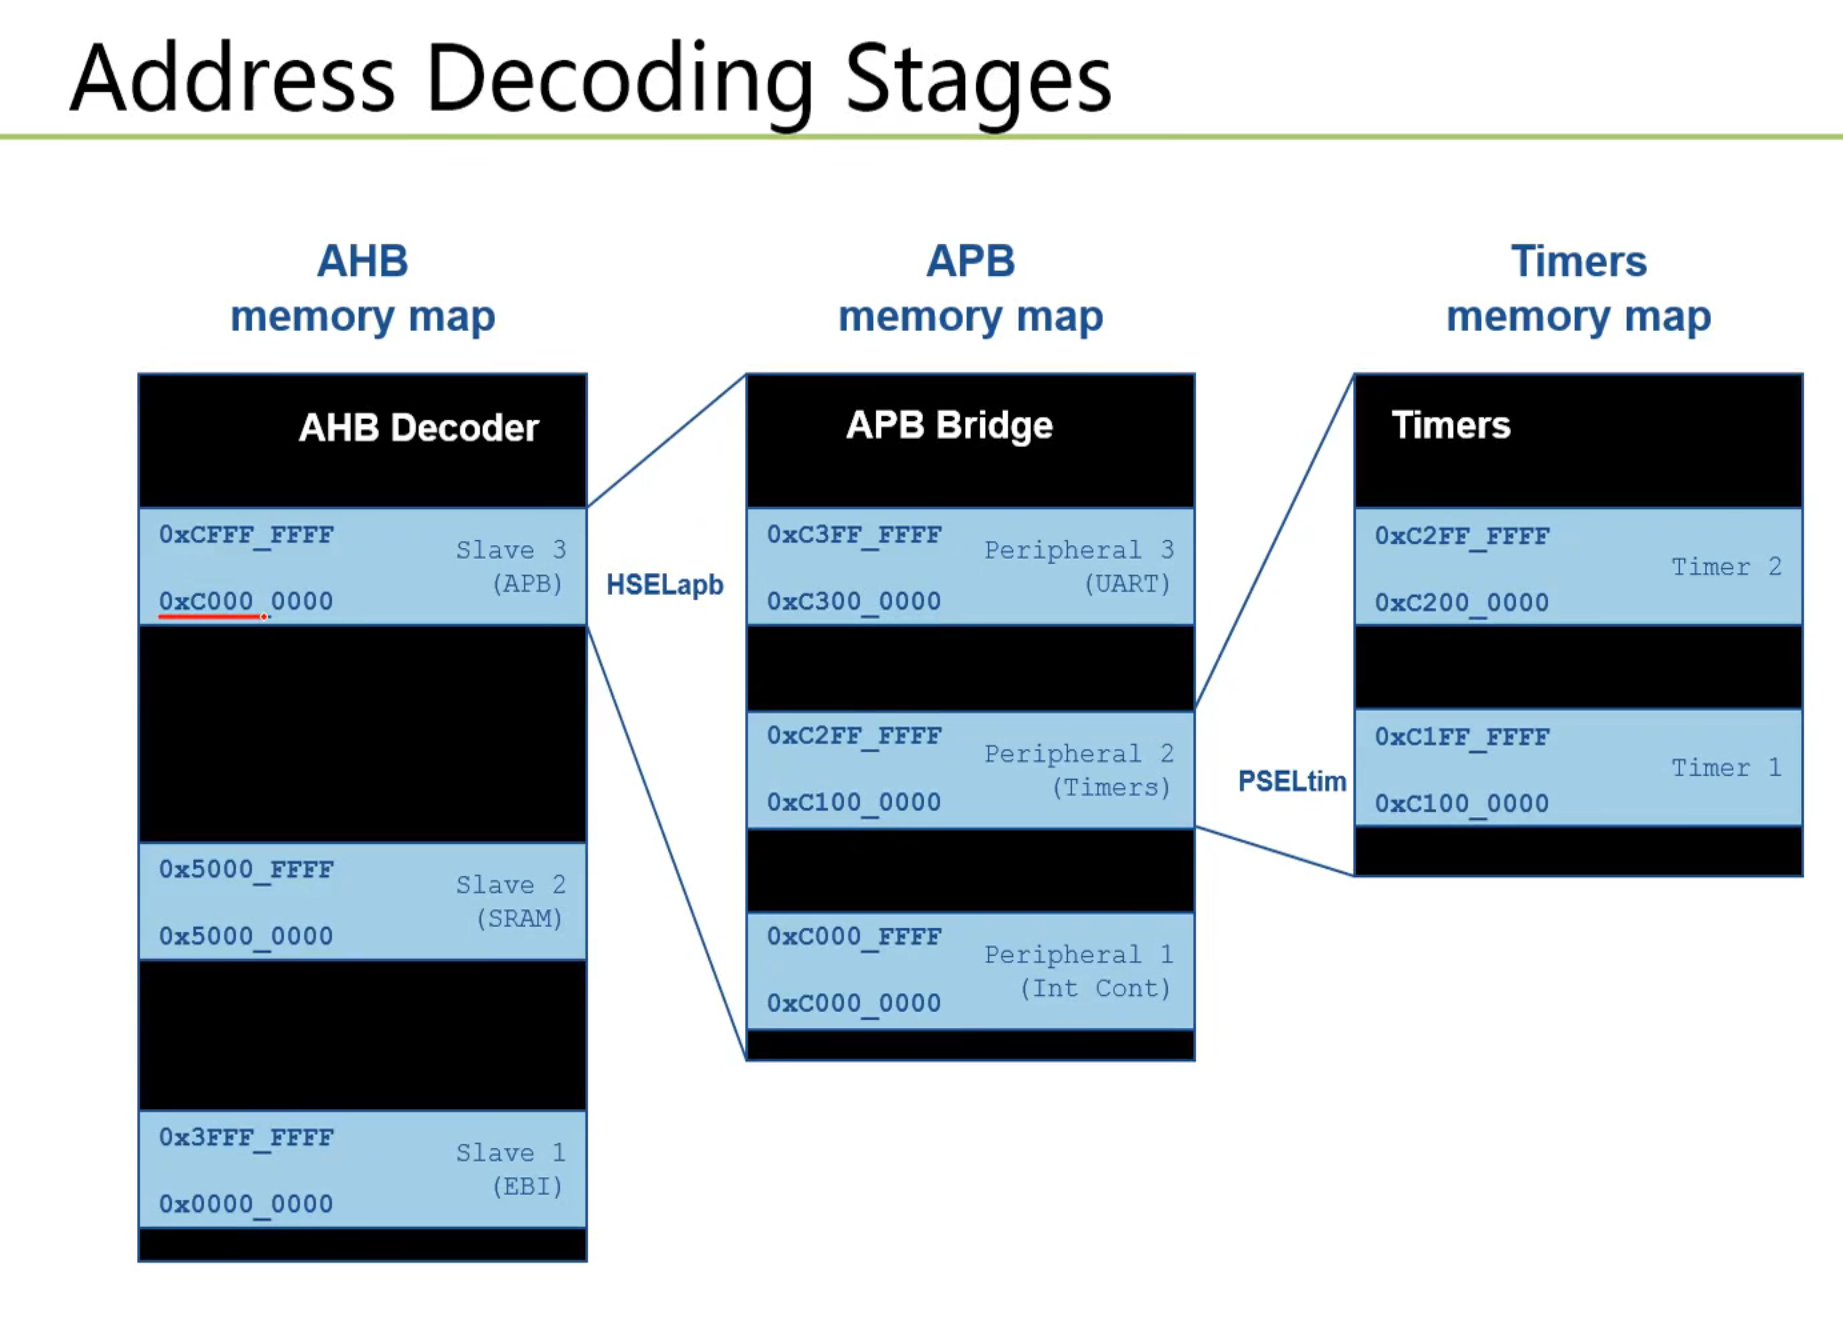 Address Decoding Stages
AHB
memory map
AHB Decoder
0xCFFF_FFFF
Slave 3
(APB)
0xC000_0000
0x5000_FFFF
Slave 2
(SRAM)
0x5000_0000
0x3FFF_FFFF
Slave 1
(EBI)
0x0000_0000
HSELapb
APB
memory map
APB Bridge
0xC3FF_FFFF
Peripheral 3
(UART)
0xC300_0000
0xC2FF_FFFF
Peripheral 2
(Timers)
0xC100_0000
0xC000_FFFF
Peripheral 1
(Int Cont)
0xC000_0000
PSELtim
Timers
memory map
Timers
0xC2FF_FFFF
Timer 2
0xC200_0000
0xC1FF_FFFF
Timer 1
0xC100_0000